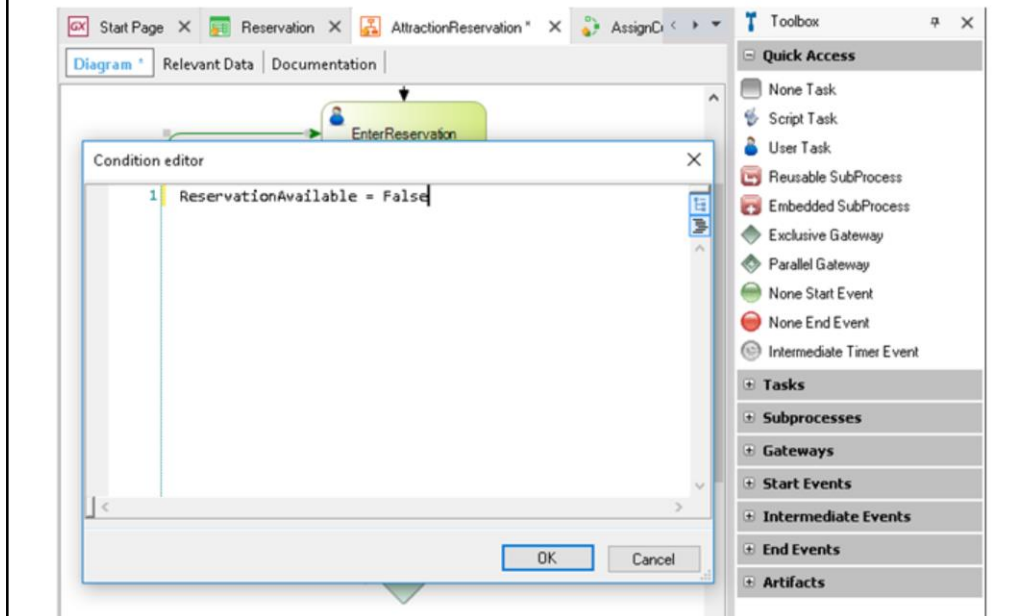 GX Start Page Reservation AttractionReservation * AssignC
Diagram * Relevant Data Documentation
EnterReservation
Condition editor
1 ReservationAvailable = False
OK Cancel
Toolbox
Quick Access
None Task
Script Task
User Task
Reusable SubProcess
Embedded SubProcess
Exclusive Gateway
Parallel Gateway
None Start Event
None End Event
Intermediate Timer Event
Tasks
Subprocesses
Gateways
Start Events
Intermediate Events
End Events
Artifacts